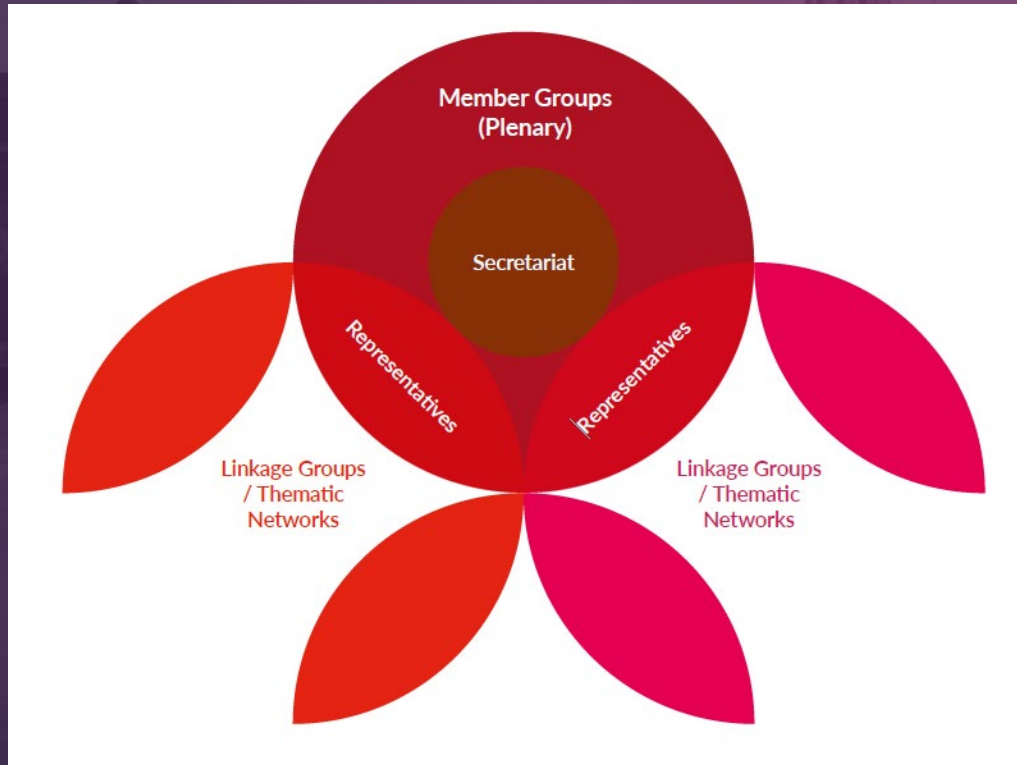 Member Groups
(Plenary)
Secretariat
Representatives
Representatives
Linkage Groups
/ Thematic
Networks
Linkage Groups
/ Thematic
Networks